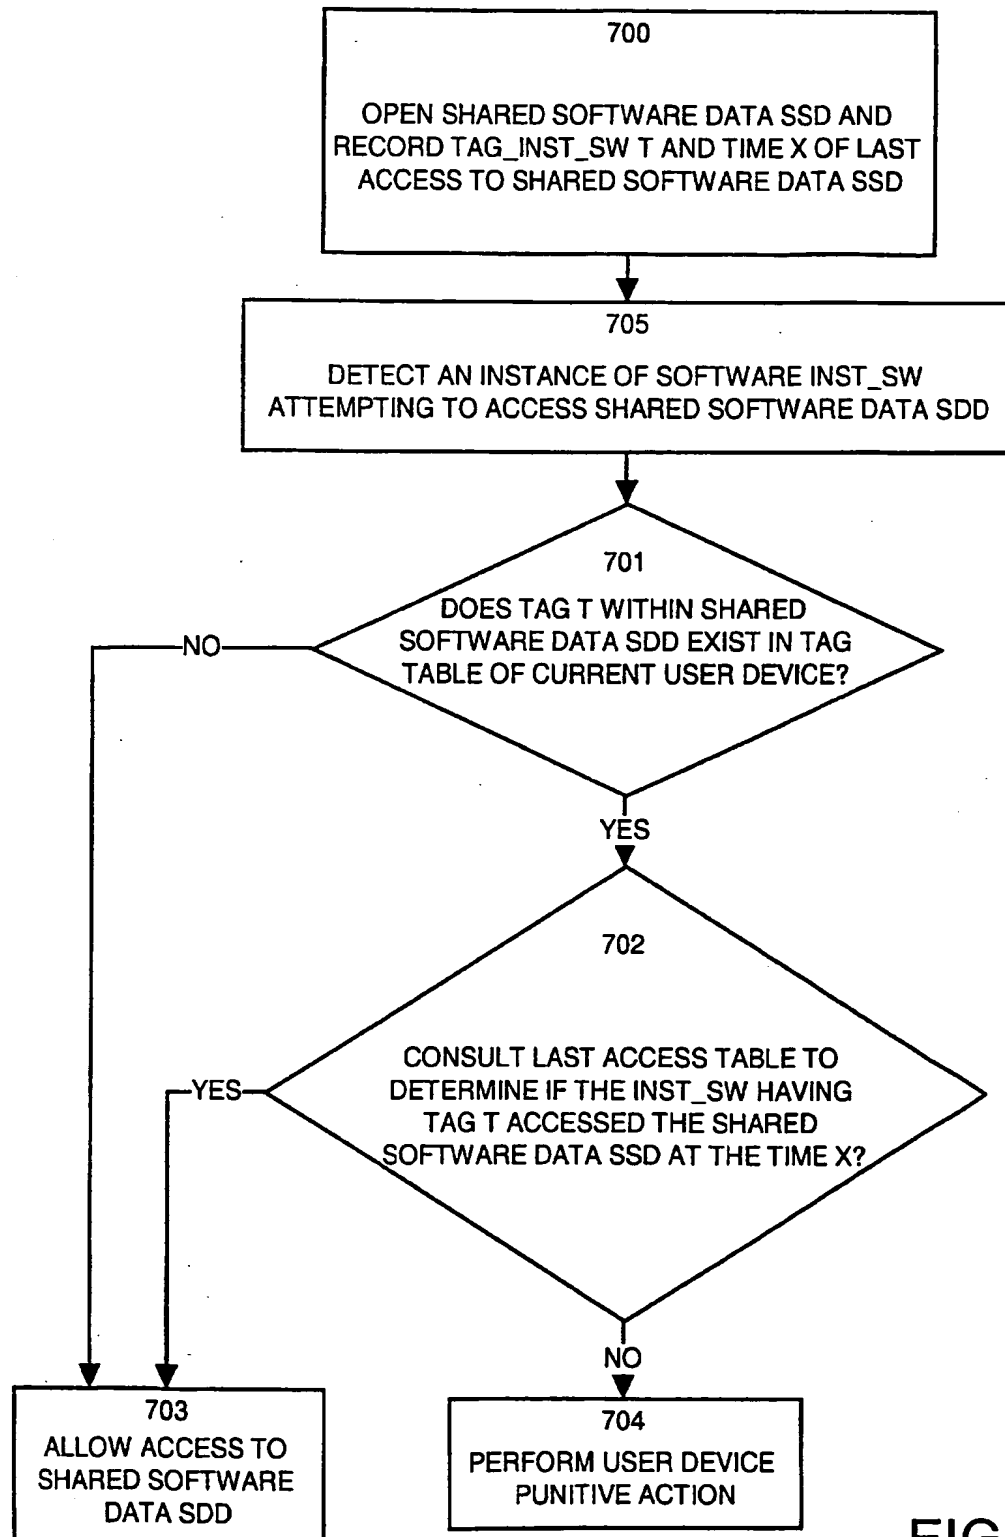 700
OPEN SHARED SOFTWARE DATA SSD AND
RECORD TAG_INST_SW T AND TIME X OF LAST
ACCESS TO SHARED SOFTWARE DATA SSD
705
DETECT AN INSTANCE OF SOFTWARE INST_SW
ATTEMPTING TO ACCESS SHARED SOFTWARE DATA SDD
701
DOES TAG T WITHIN SHARED
SOFTWARE DATA SDD EXIST IN TAG
TABLE OF CURRENT USER DEVICE?
NO
YES
702
CONSULT LAST ACCESS TABLE TO
DETERMINE IF THE INST_SW HAVING
TAG T ACCESSED THE SHARED
SOFTWARE DATA SSD AT THE TIME X?
YES
NO
703
ALLOW ACCESS TO
SHARED SOFTWARE
DATA SDD
704
PERFORM USER DEVICE
PUNITIVE ACTION
FIG